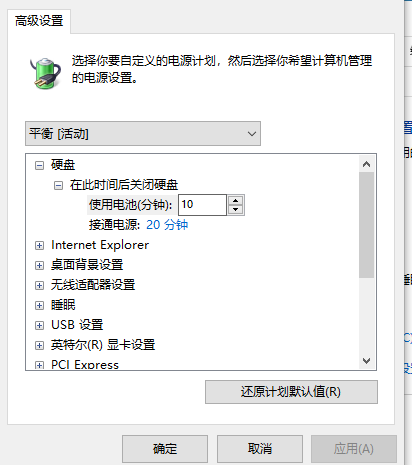 高级设置
选择你要自定义的电源计划，然后选择你希望计算机管理
的电源设置。
平衡 [活动]
硬盘
在此时间后关闭硬盘
使用电池(分钟): 10
接通电源: 20 分钟
Internet Explorer
桌面背景设置
无线适配器设置
睡眠
USB 设置
英特尔(R) 显卡设置
PCI Express
还原计划默认值(R)
确定 取消 应用(A)